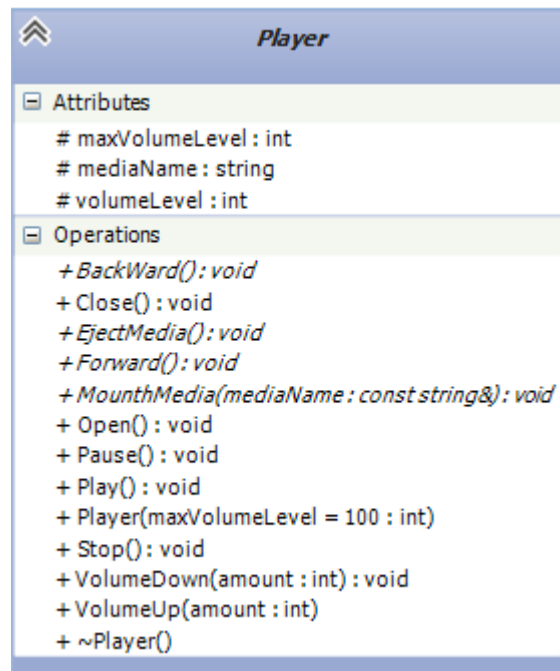 Player
Attributes
# maxVolumeLevel : int
# mediaName : string
# volumeLevel : int
Operations
+ BackWard() : void
+ Close() : void
+ EjectMedia() : void
+ Forward() : void
+ MounthMedia(mediaName : const string&) : void
+ Open() : void
+ Pause() : void
+ Play() : void
+ Player(maxVolumeLevel = 100 : int)
+ Stop() : void
+ VolumeDown(amount : int) : void
+ VolumeUp(amount : int)
+ ~Player()